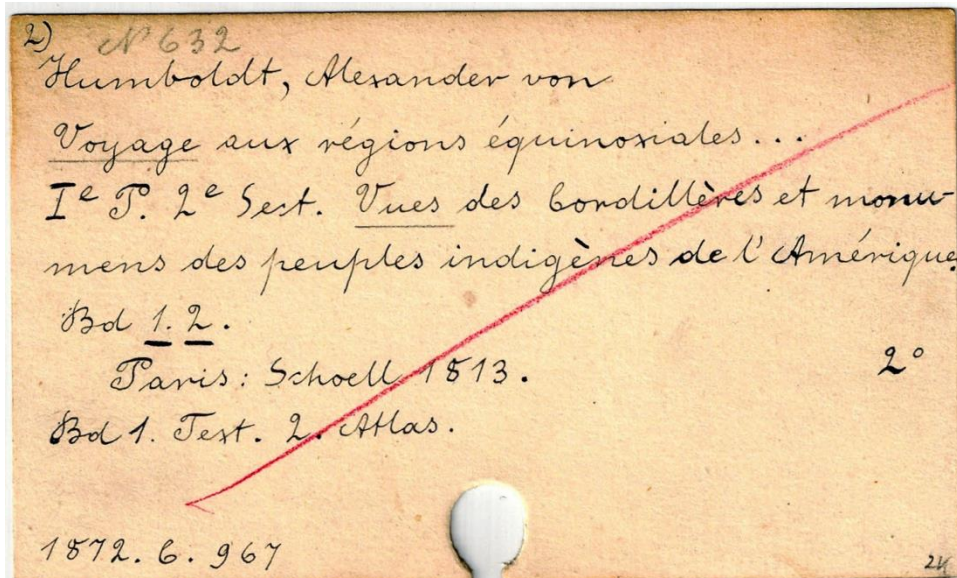 2) N 632
Humboldt, Alexander von
Voyage aux régions équinoxiales...
Iᵉ P. 2ᵉ Sect. Vues des Cordillères et monu-
mens des peuples indigènes de l'Amérique.
Bd 1. 2.
Paris: Schoell 1813. 2°
Bd 1. Text. 2. Atlas.
1872. 6. 967